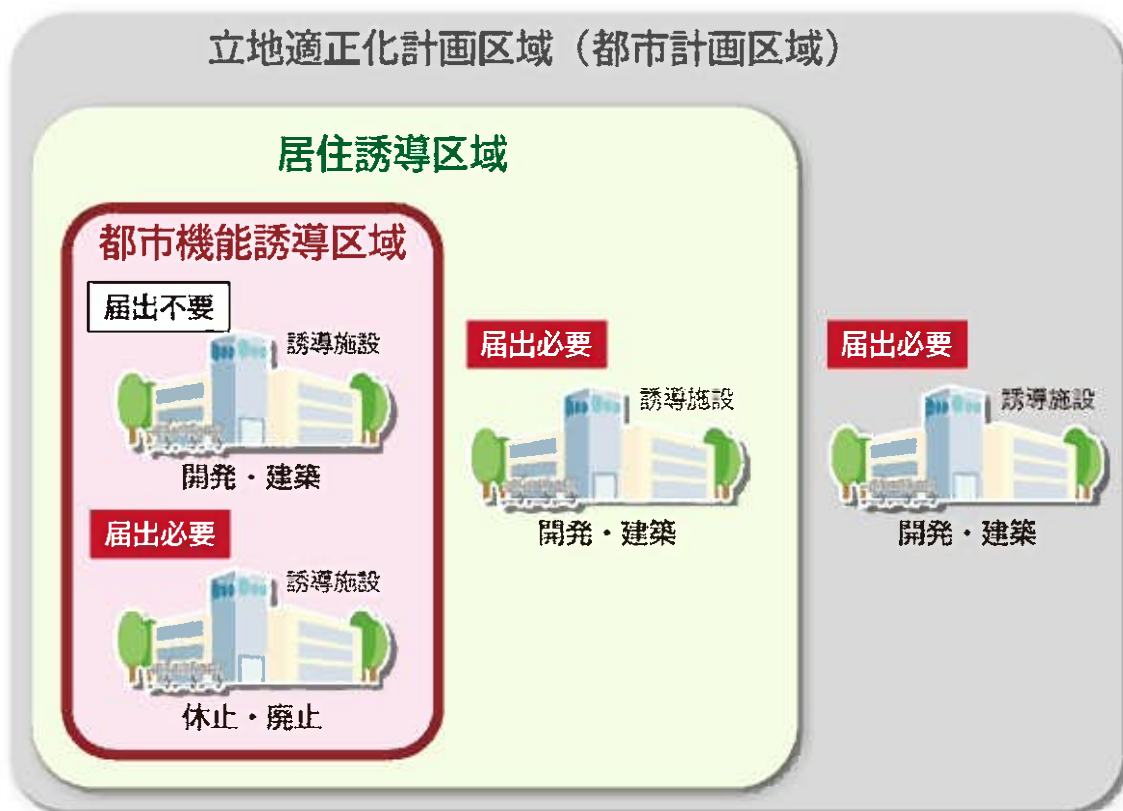 立地適正化計画区域（都市計画区域）
居住誘導区域
都市機能誘導区域
届出不要
誘導施設
開発・建築
届出必要
誘導施設
休止・廃止
届出必要
誘導施設
開発・建築
届出必要
誘導施設
開発・建築